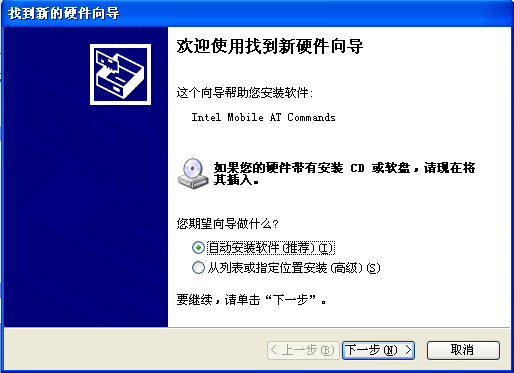 找到新的硬件向导
欢迎使用找到新硬件向导
这个向导帮助您安装软件:
Intel Mobile AT Commands
如果您的硬件带有安装 CD 或软盘，请现在将
其插入。
您期望向导做什么?
自动安装软件(推荐)(I)
从列表或指定位置安装(高级)(S)
要继续，请单击“下一步”。
< 上一步(B)
下一步(N) >
取消